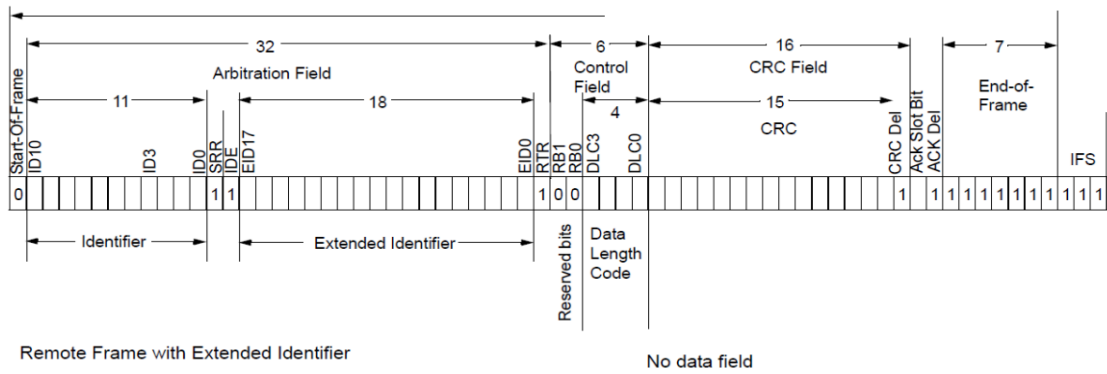 32
6
16
7
Arbitration Field
Control
Field
CRC Field
End-of-
Frame
11
18
4
15
CRC
Start-Of-Frame
ID10
ID3
ID0
SRR
IDE
EID17
EID0
RTR
RB1
RB0
DLC3
DLC0
CRC Del
Ack Slot Bit
ACK Del
IFS
0 1 1 1 0 0 1 1 1 1 1 1 1 1 1 1 1 1
Identifier
Extended Identifier
Reserved bits
Data
Length
Code
Remote Frame with Extended Identifier
No data field